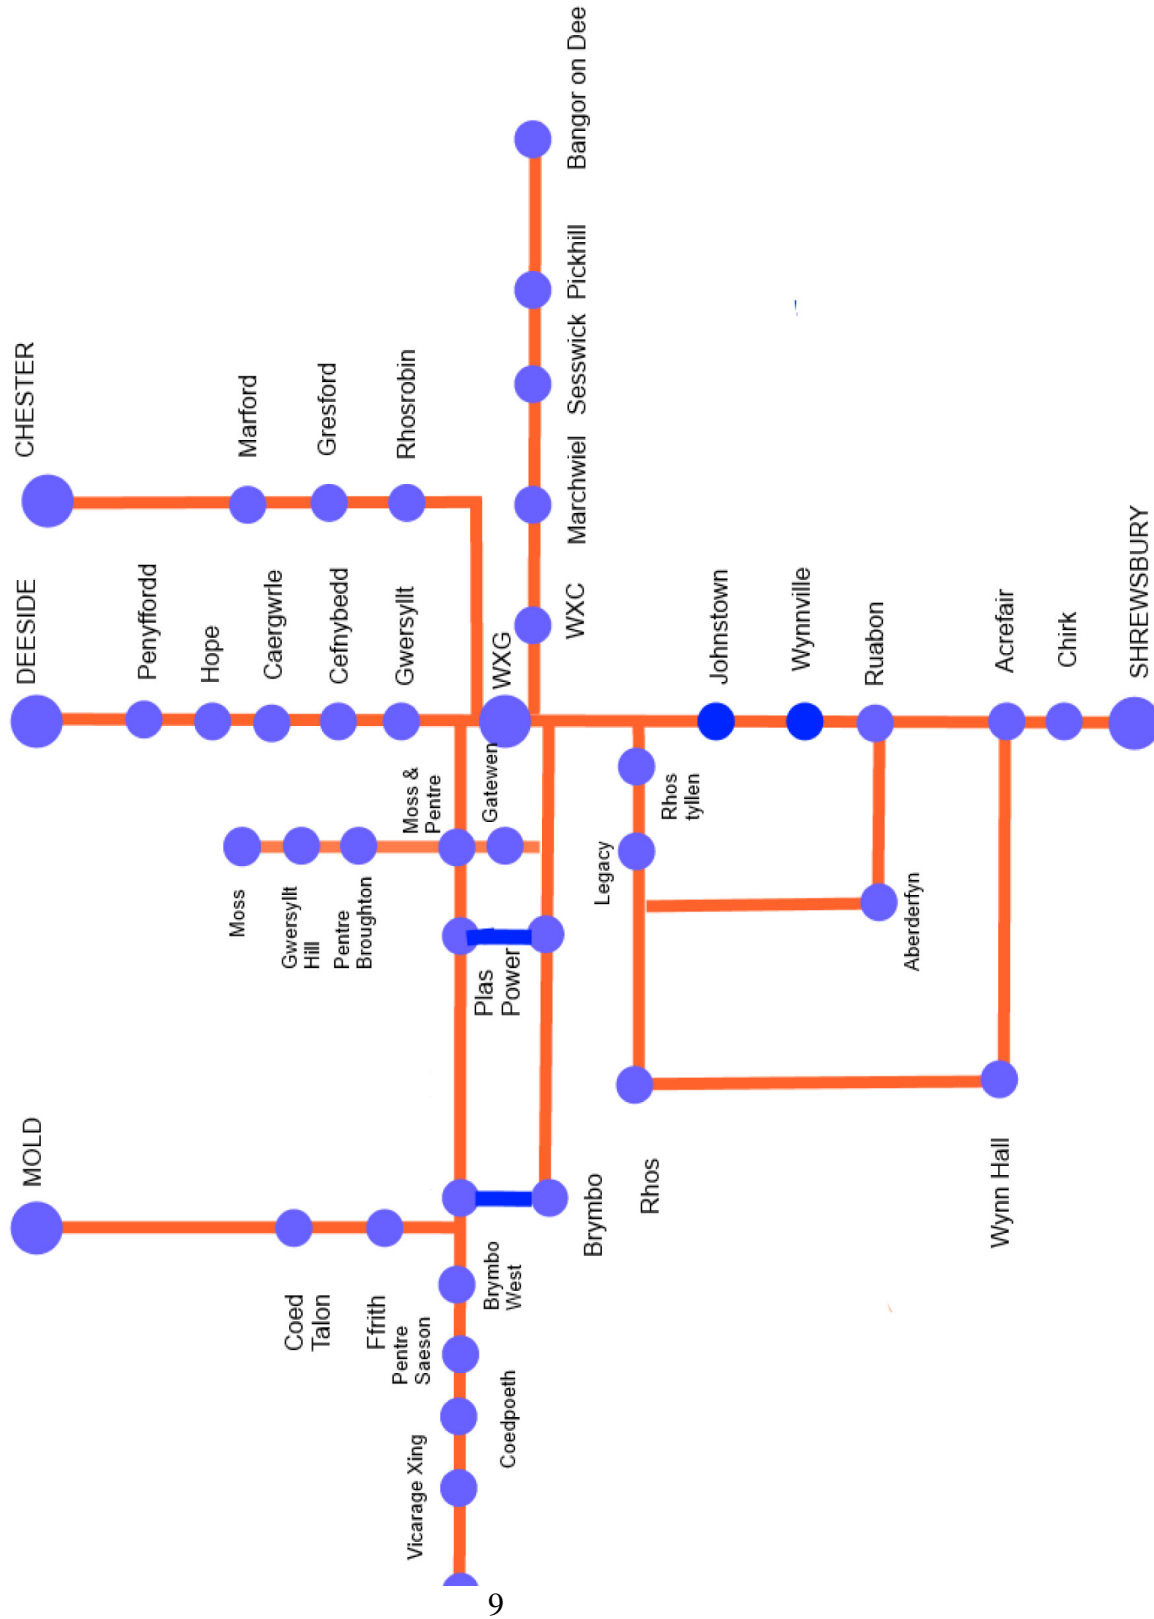 Bangor on Dee
Pickhill
Sesswick
Marchwiel
WXC
CHESTER
Marford
Gresford
Rhosrobin
DEESIDE
Penyffordd
Hope
Caergwrle
Cefnybedd
Gwersyllt
WXG
Johnstown
Wynnville
Ruabon
Acrefair
Chirk
SHREWSBURY
Moss &
Pentre
Gatewen
Rhos
tyllen
Legacy
Moss
Gwersyllt
Hill
Pentre
Broughton
Plas
Power
Aberderfyn
MOLD
Coed
Talon
Ffrith
Pentre
Saeson
Brymbo
West
Brymbo
Rhos
Wynn Hall
Coedpoeth
Vicarage Xing
9